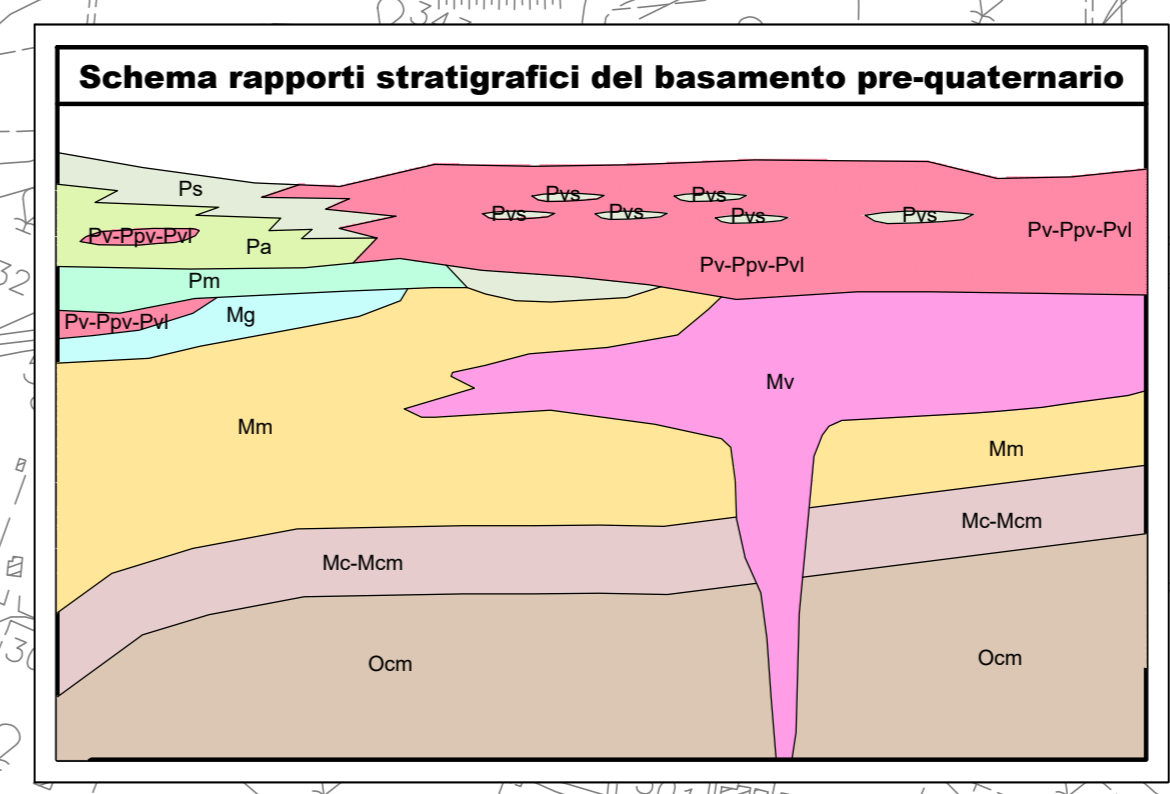 Schema rapporti stratigrafici del basamento pre-quaternario
Ps
Pvs
Pvs
Pvs
Pvs
Pvs
Pvs
Pv-Ppv-Pvl
Pa
Pv-Ppv-Pvl
Pv-Ppv-Pvl
Pm
Pv-Ppv-Pvl
Mg
Mv
Mm
Mm
Mc-Mcm
Mc-Mcm
Ocm
Ocm
32